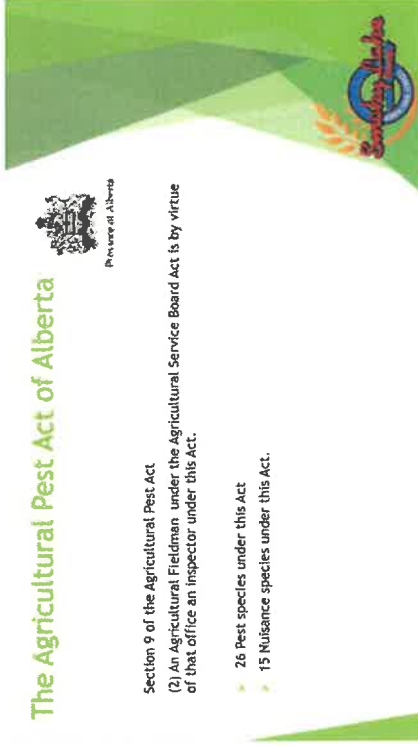 The Agricultural Pest Act of Alberta
Province of Alberta
Section 9 of the Agricultural Pest Act
(2) An Agricultural Fieldman under the Agricultural Service Board Act is by virtue
of that office an inspector under this Act.
26 Pest species under this Act
15 Nuisance species under this Act.
Smoky Lake